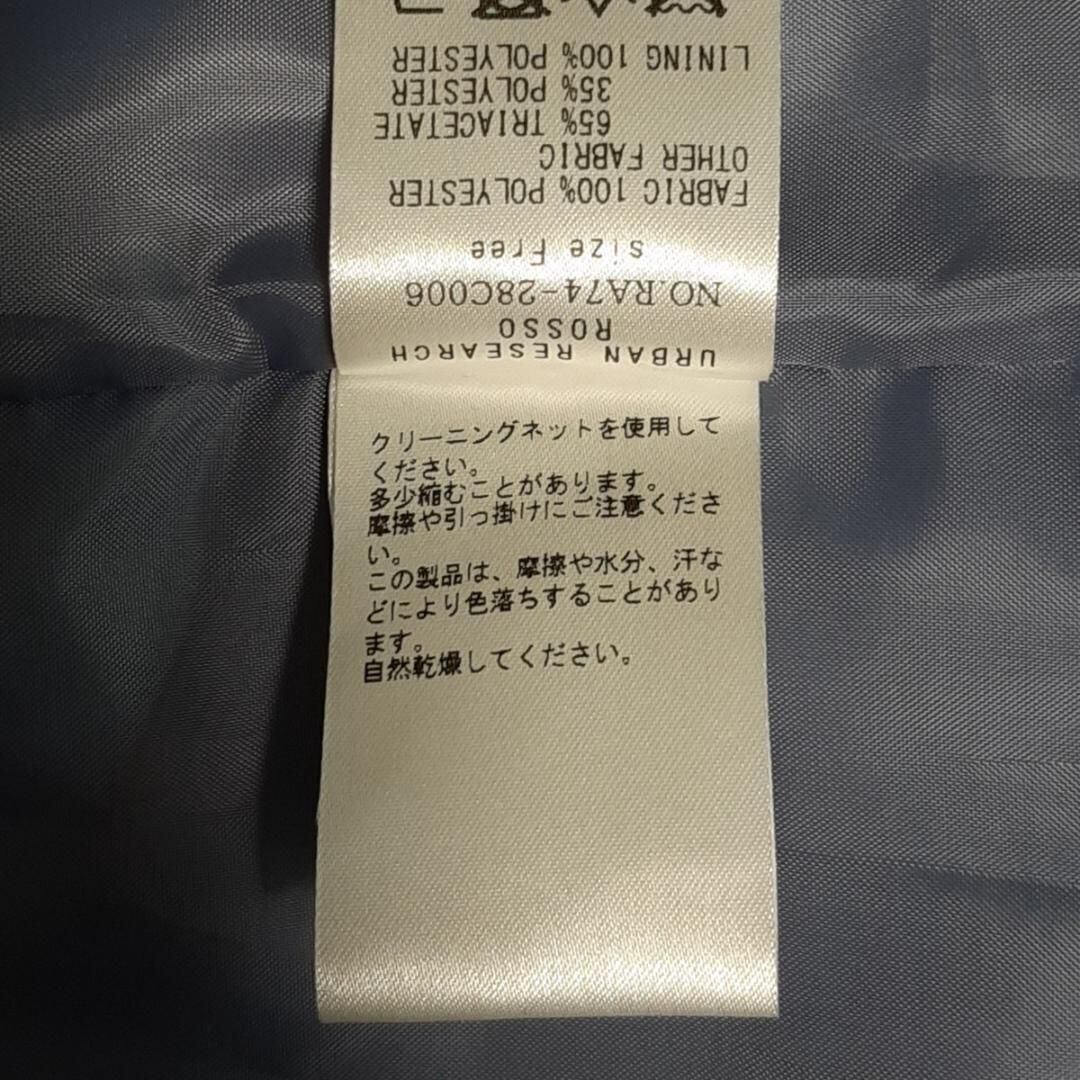 URBAN RESEARCH
ROSSO
NO.RA74-28C006
size Free
FABRIC 100% POLYESTER
OTHER FABRIC
65% TRIACETATE
35% POLYESTER
LINING 100% POLYESTER
クリーニングネットを使用して
ください。
多少縮むことがあります。
摩擦や引っ掛けにご注意くださ
い。
この製品は、摩擦や水分、汗な
どにより色落ちすることがあり
ます。
自然乾燥してください。